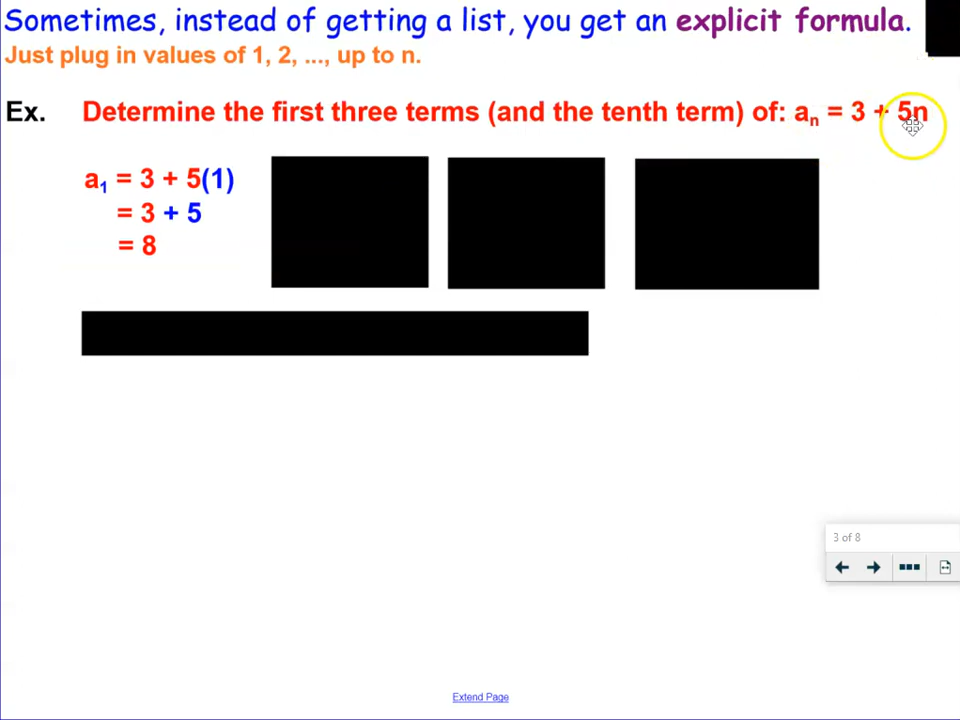 Sometimes, instead of getting a list, you get an explicit formula.
Just plug in values of 1, 2, ..., up to n.
Ex. Determine the first three terms (and the tenth term) of: aₙ = 3 + 5n
a₁ = 3 + 5(1)
= 3 + 5
= 8
3 of 8
Extend Page